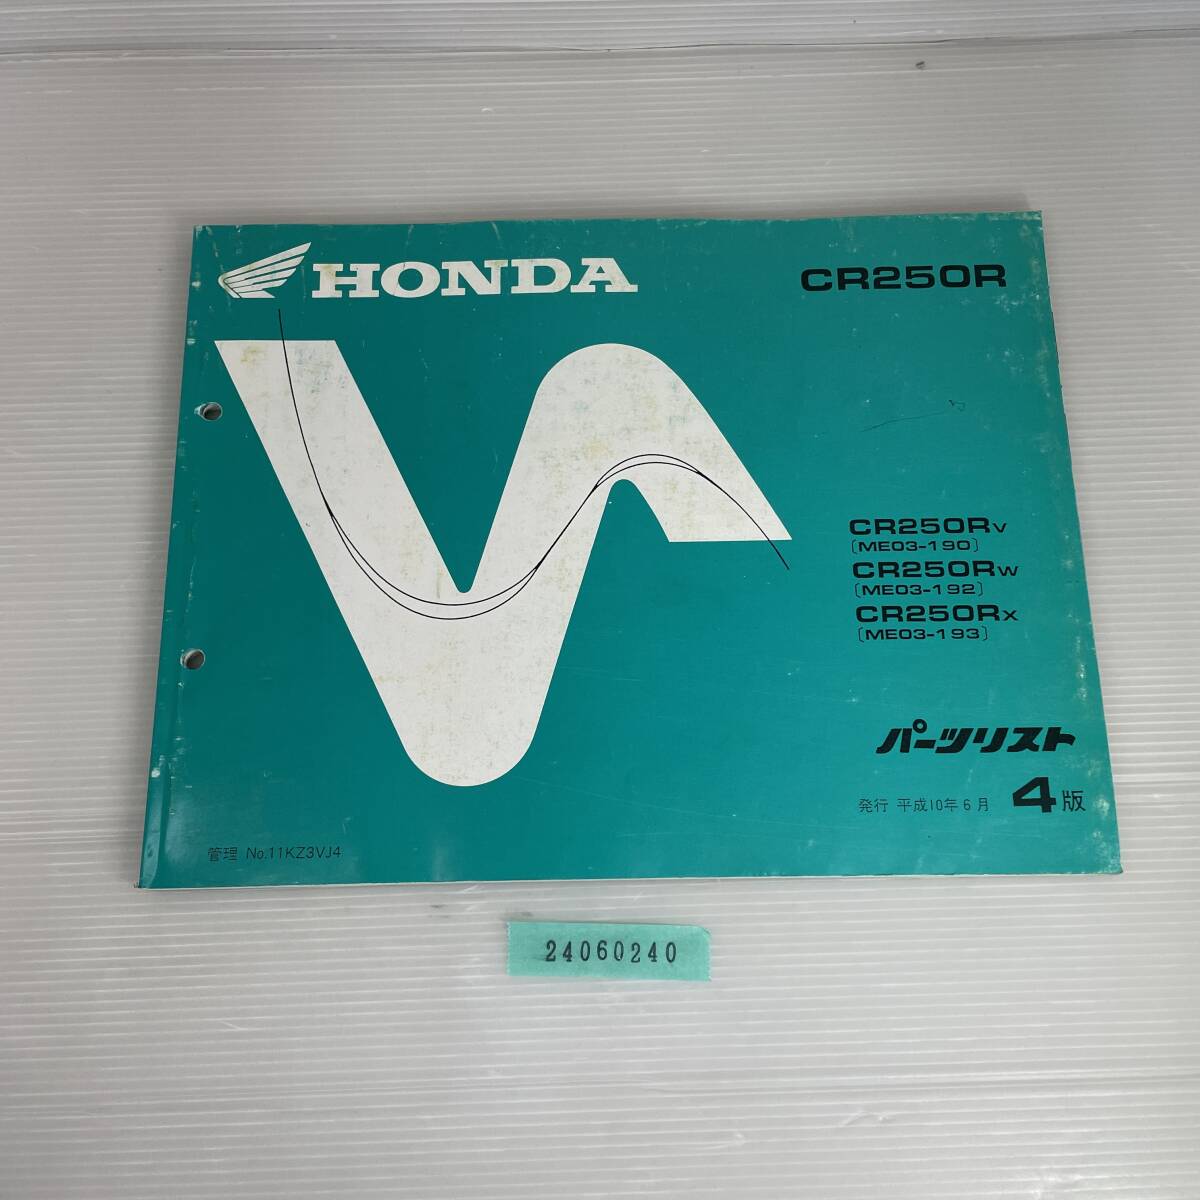 HONDA
CR250R
CR250RV
〔ME03-190〕
CR250RW
〔ME03-192〕
CR250RX
〔ME03-193〕
パーツリスト
発行 平成10年6月 4版
管理 No.11KZ3VJ4
24060240